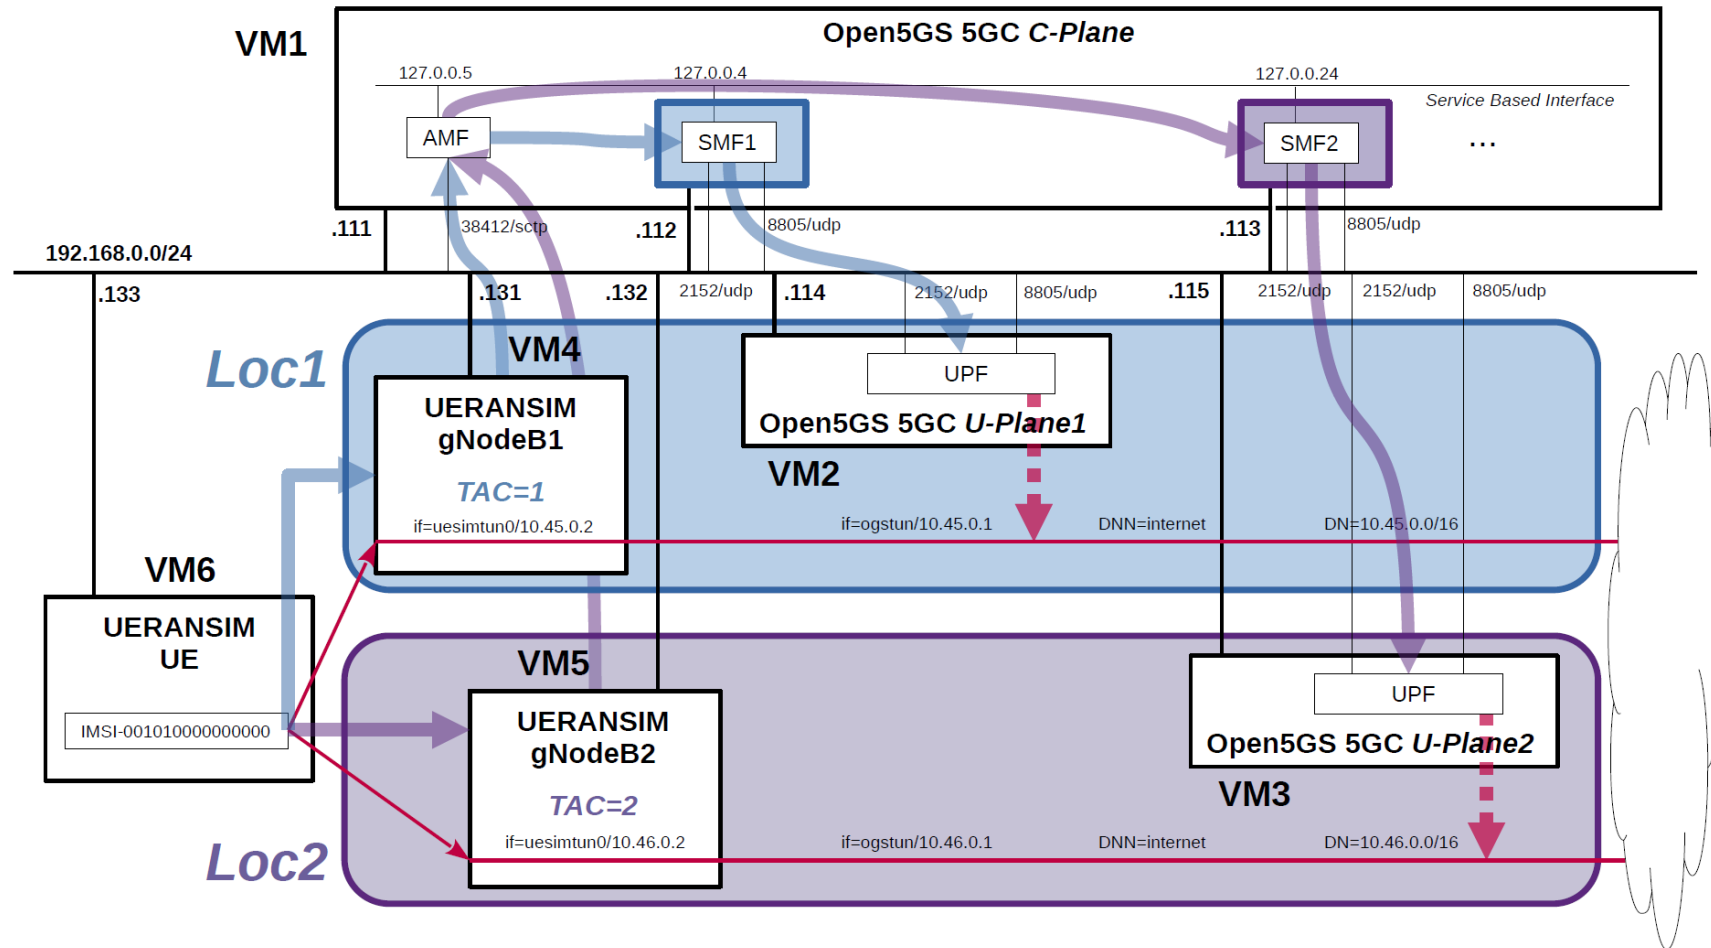 Open5GS 5GC C-Plane
VM1
127.0.0.5
127.0.0.4
127.0.0.24
Service Based Interface
AMF
SMF1
SMF2
...
.111
38412/sctp
.112
8805/udp
.113
8805/udp
192.168.0.0/24
.133
.131
.132
2152/udp
.114
2152/udp
8805/udp
.115
2152/udp
2152/udp
8805/udp
Loc1
VM4
UERANSIM
gNodeB1
TAC=1
if=uesimtun0/10.45.0.2
UPF
Open5GS 5GC U-Plane1
VM2
if=ogstun/10.45.0.1
DNN=internet
DN=10.45.0.0/16
VM6
UERANSIM
UE
IMSI-001010000000000
Loc2
VM5
UERANSIM
gNodeB2
TAC=2
if=uesimtun0/10.46.0.2
UPF
Open5GS 5GC U-Plane2
VM3
if=ogstun/10.46.0.1
DNN=internet
DN=10.46.0.0/16